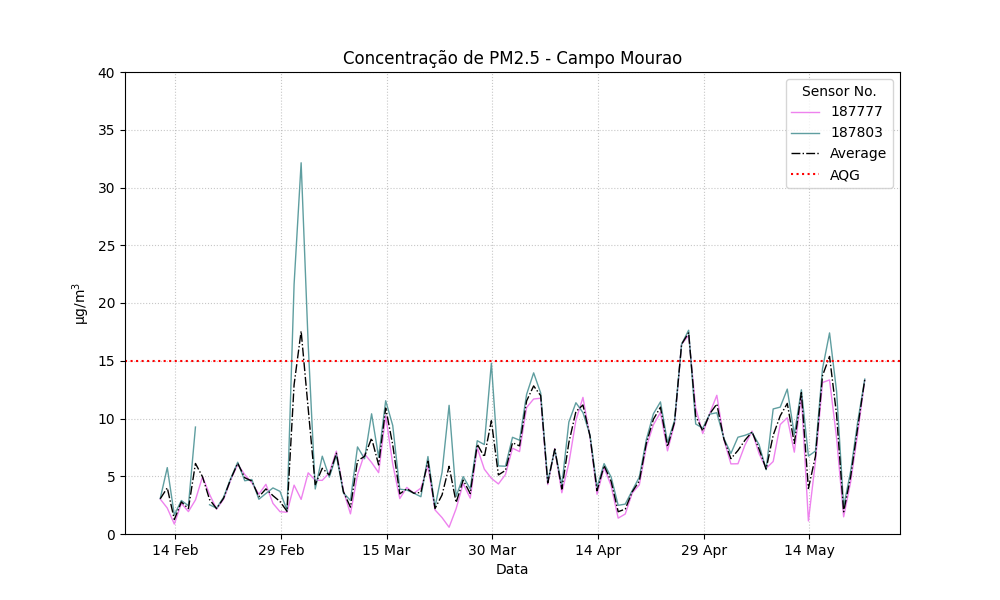 Concentração de PM2.5 - Campo Mourao
40
35
30
25
20
15
10
5
0
µg/m³
Sensor No.
187777
187803
Average
AQG
14 Feb
29 Feb
15 Mar
30 Mar
14 Apr
29 Apr
14 May
Data